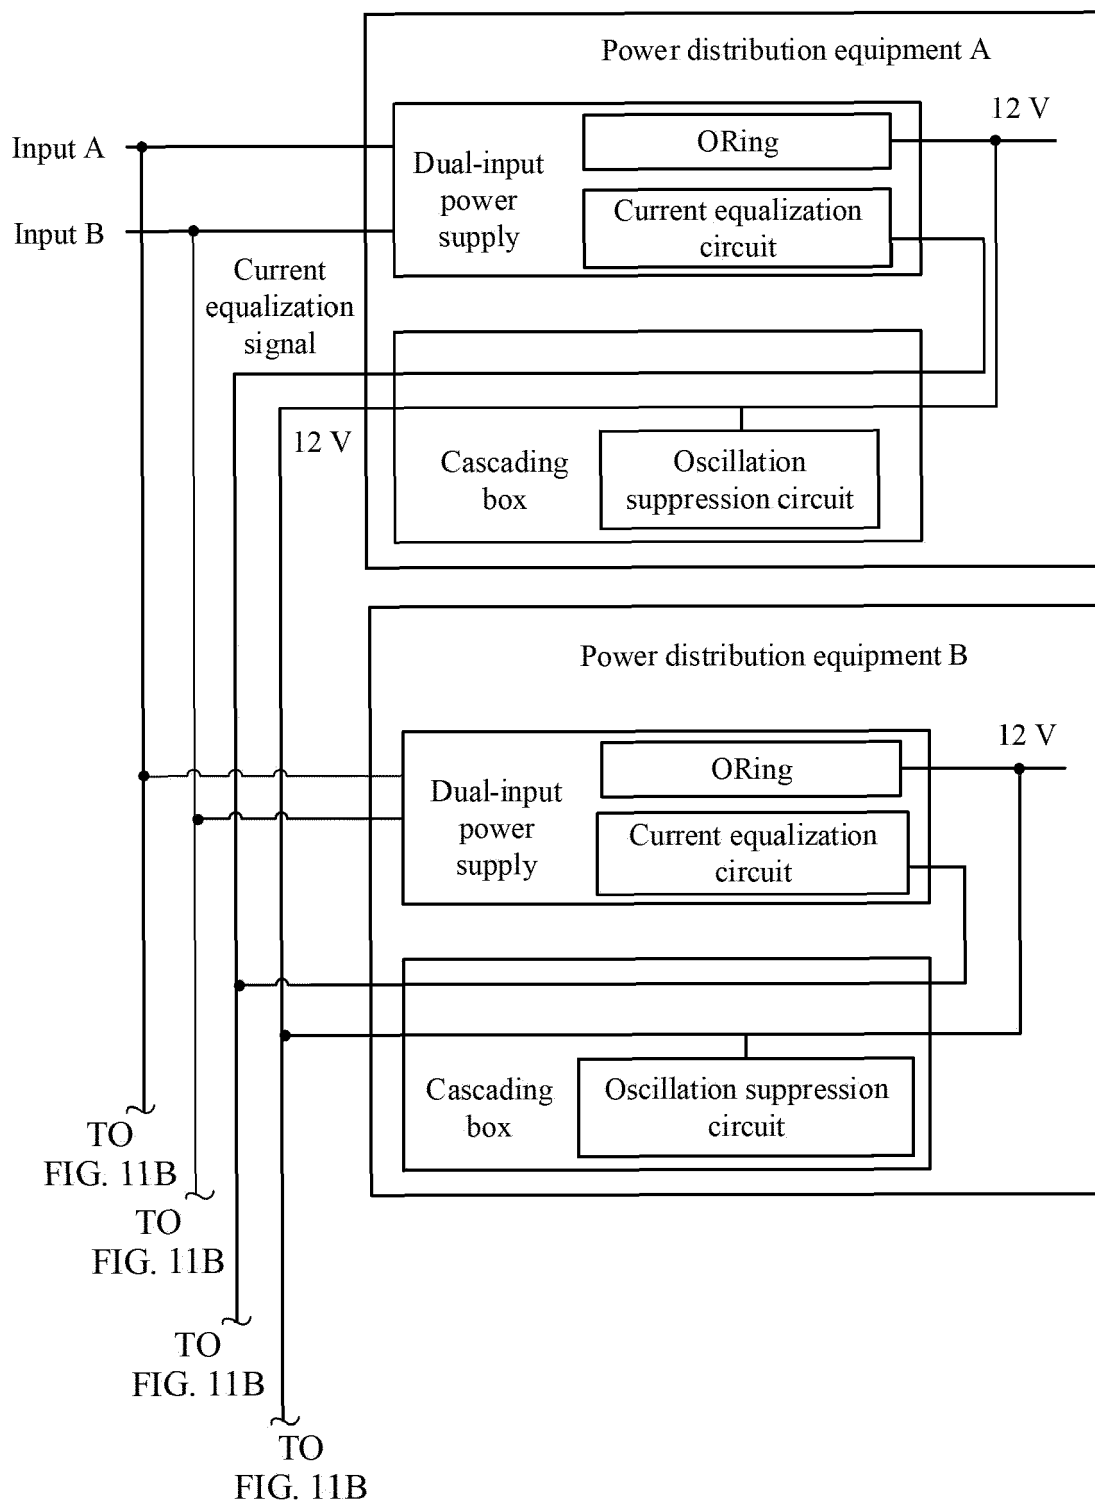 Power distribution equipment A
12 V
Input A
ORing
Dual-input
power
supply
Input B
Current equalization
circuit
Current
equalization
signal
12 V
Cascading
box
Oscillation
suppression circuit
Power distribution equipment B
12 V
ORing
Dual-input
power
supply
Current equalization
circuit
Cascading
box
Oscillation suppression
circuit
TO
FIG. 11B
TO
FIG. 11B
TO
FIG. 11B
TO
FIG. 11B